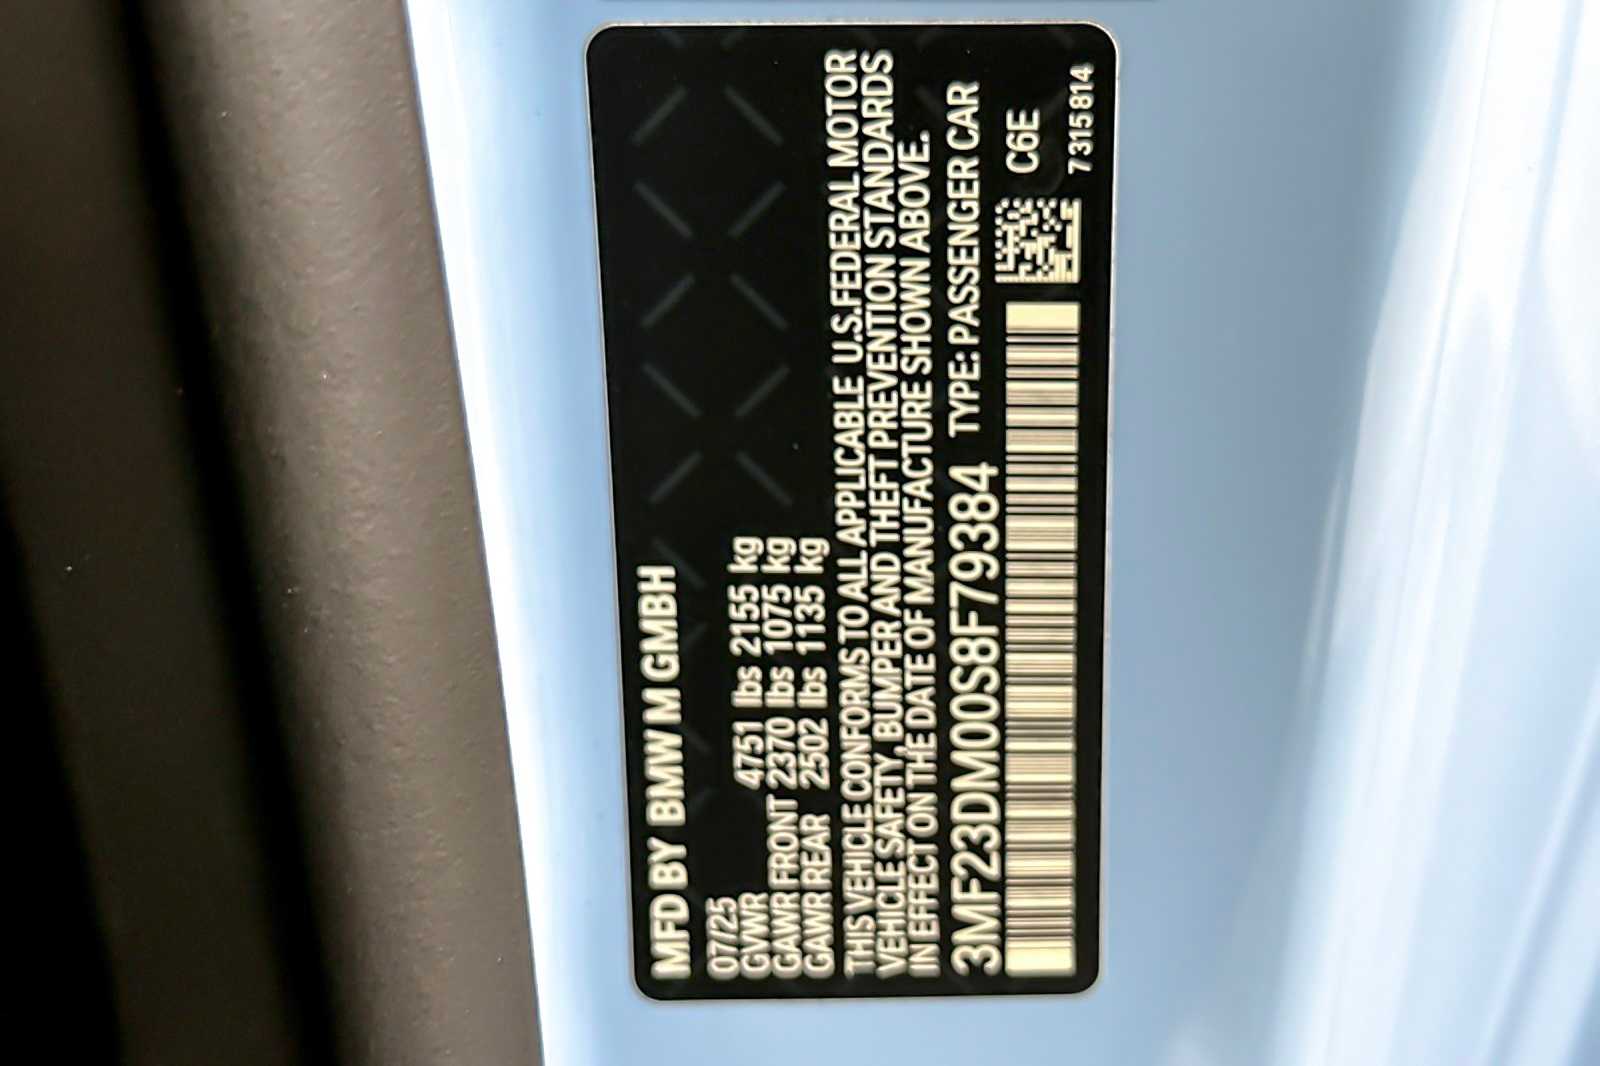 MFD BY BMW M GMBH
07/25
GVWR 4751 lbs 2155 kg
GAWR FRONT 2370 lbs 1075 kg
GAWR REAR 2502 lbs 1135 kg
THIS VEHICLE CONFORMS TO ALL APPLICABLE U.S. FEDERAL MOTOR
VEHICLE SAFETY, BUMPER AND THEFT PREVENTION STANDARDS
IN EFFECT ON THE DATE OF MANUFACTURE SHOWN ABOVE.
3MF23DM00S8F79384 TYPE: PASSENGER CAR
C6E
7315814